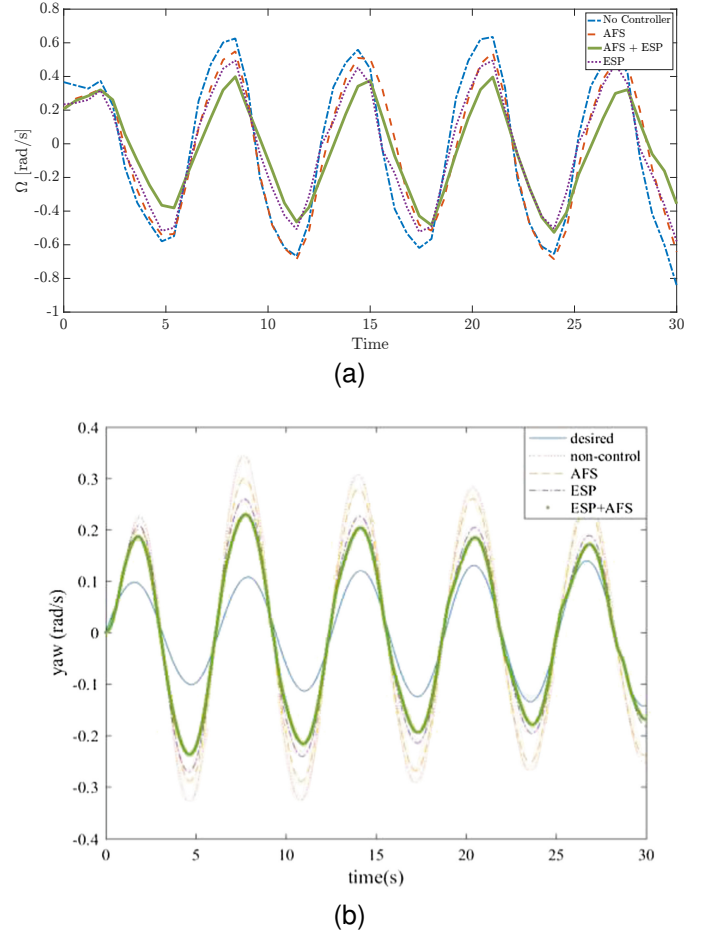 0.8
0.6
0.4
0.2
0
-0.2
-0.4
-0.6
-0.8
-1
Ω [rad/s]
No Controller
AFS
AFS + ESP
ESP
0 5 10 15 20 25 30
Time
(a)
0.4
0.3
0.2
0.1
0
-0.1
-0.2
-0.3
-0.4
yaw (rad/s)
desired
non-control
AFS
ESP
ESP+AFS
0 5 10 15 20 25 30
time(s)
(b)